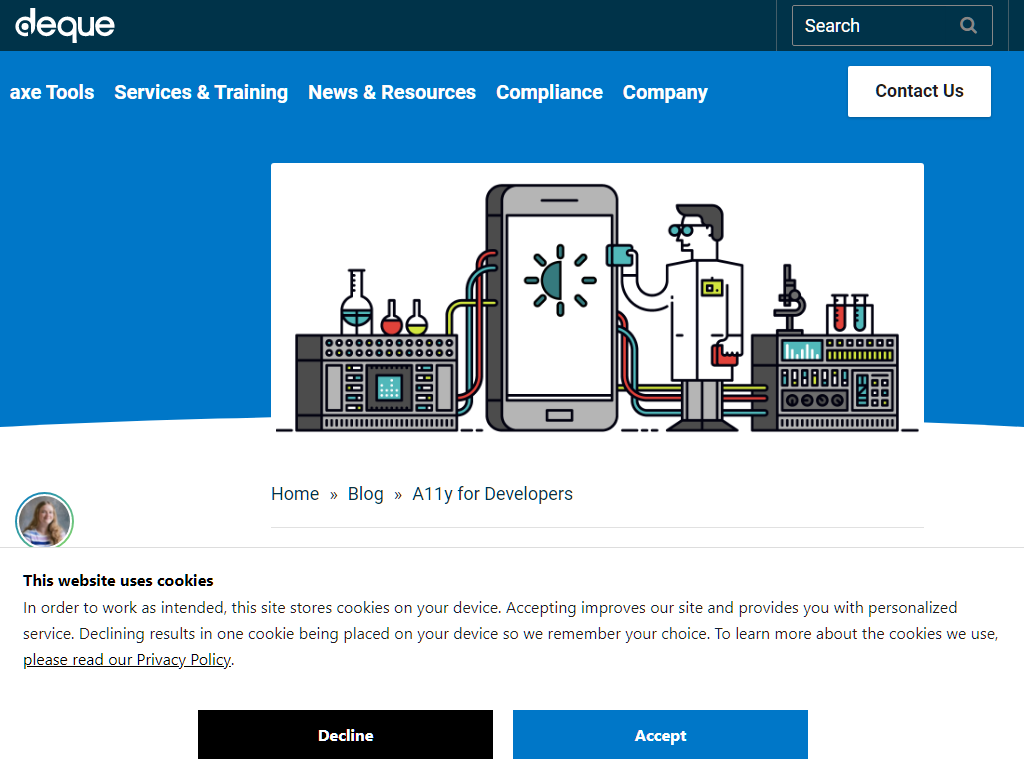 deque
Search
axe Tools Services & Training News & Resources Compliance Company Contact Us
Home » Blog » A11y for Developers
This website uses cookies
In order to work as intended, this site stores cookies on your device. Accepting improves our site and provides you with personalized
service. Declining results in one cookie being placed on your device so we remember your choice. To learn more about the cookies we use,
please read our Privacy Policy.
Decline Accept